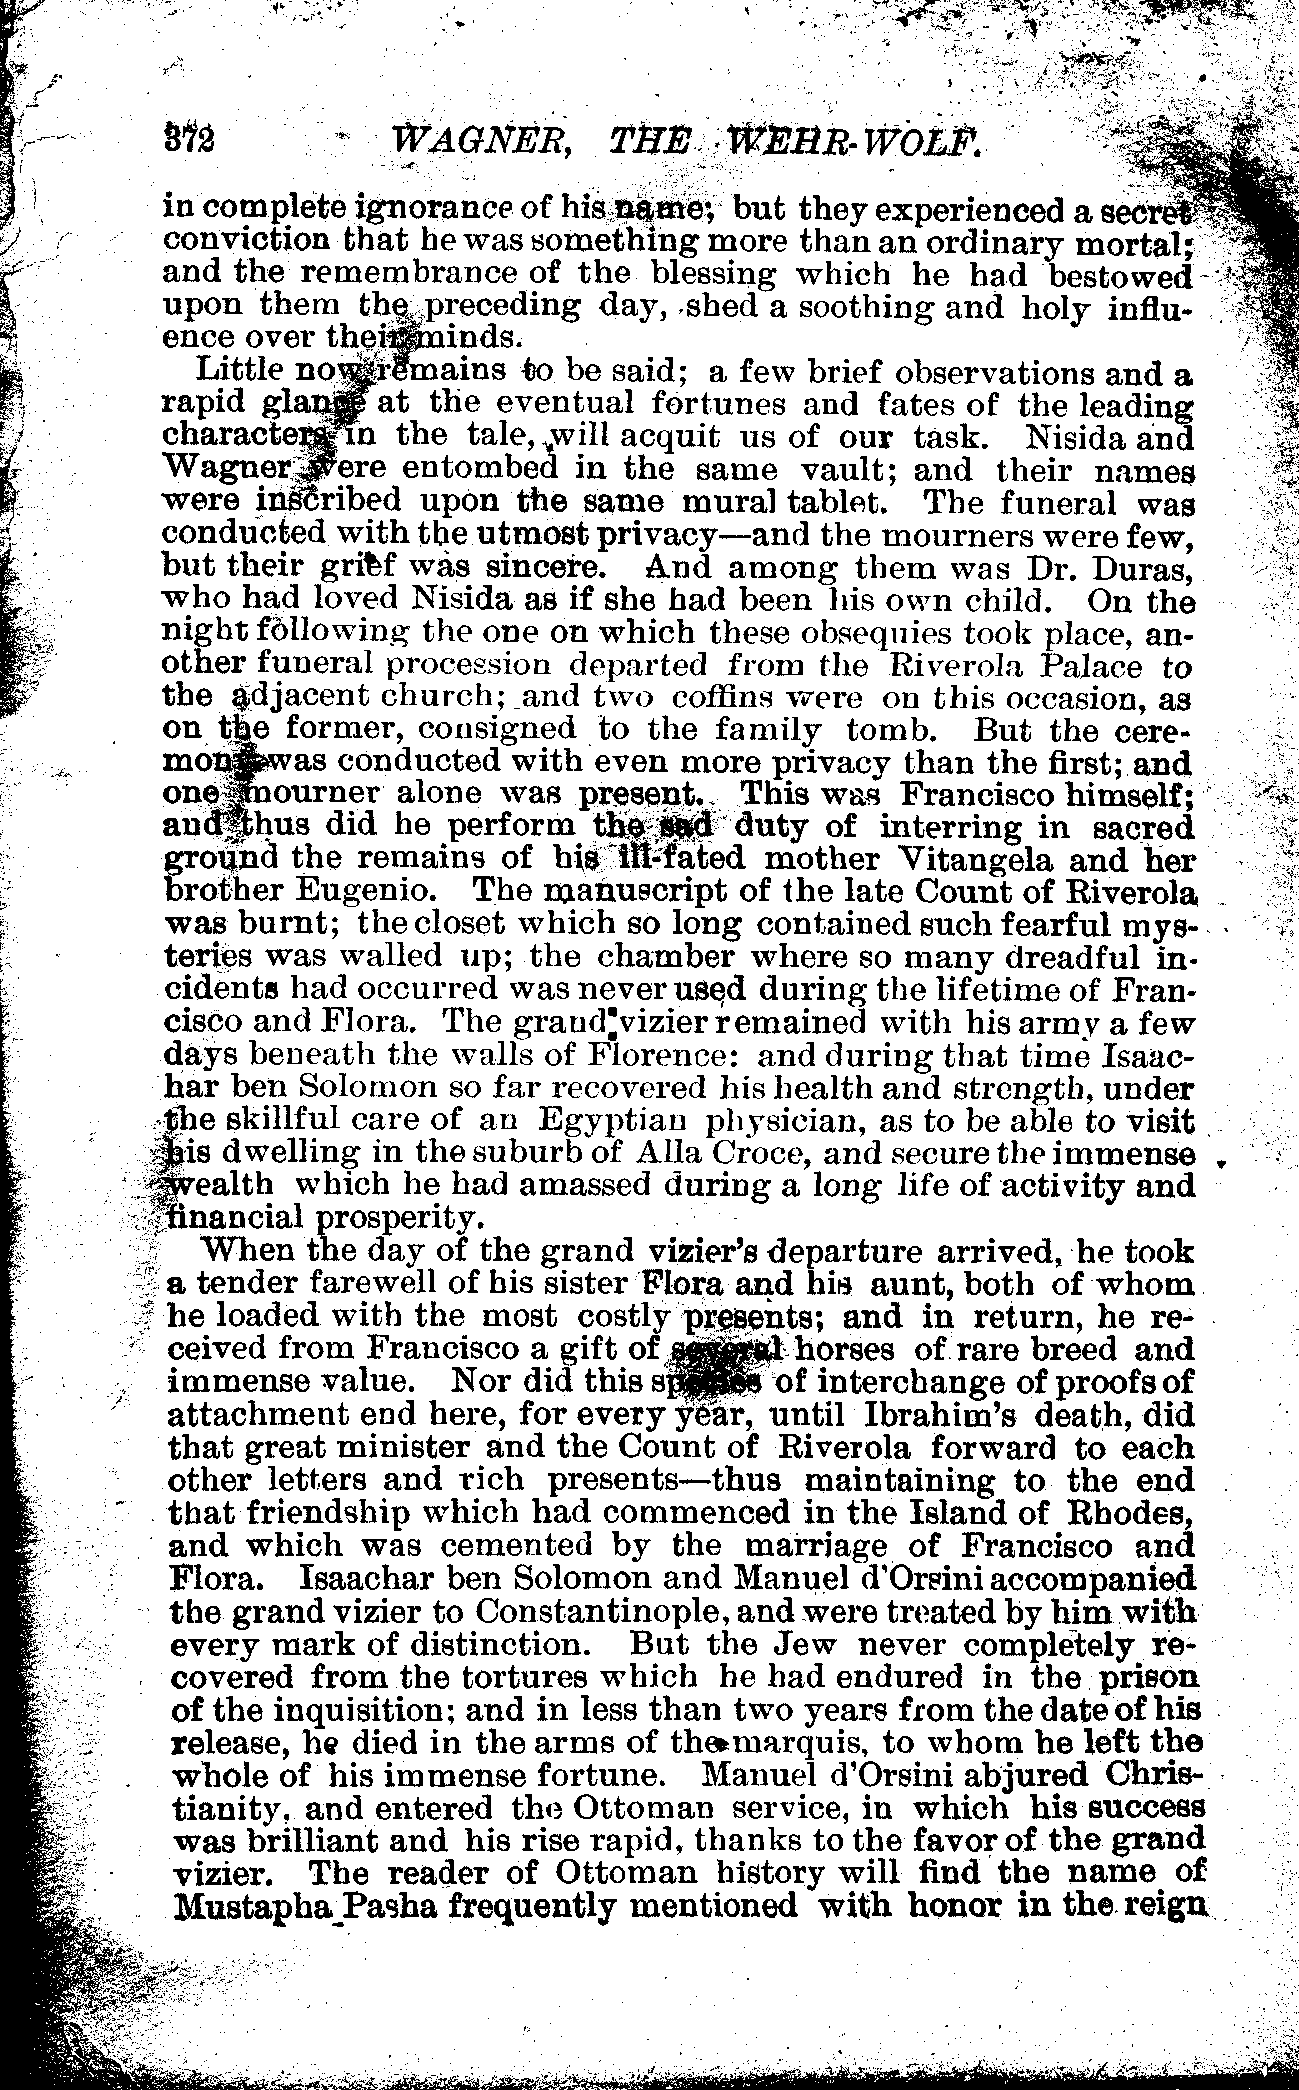 372 WAGNER, THE WEHR-WOLF.
in complete ignorance of his name; but they experienced a secret
conviction that he was something more than an ordinary mortal;
and the remembrance of the blessing which he had bestowed
upon them the preceding day, shed a soothing and holy influ-
ence over their minds.
Little now remains to be said; a few brief observations and a
rapid glance at the eventual fortunes and fates of the leading
characters in the tale, will acquit us of our task. Nisida and
Wagner were entombed in the same vault; and their names
were inscribed upon the same mural tablet. The funeral was
conducted with the utmost privacy—and the mourners were few,
but their grief was sincere. And among them was Dr. Duras,
who had loved Nisida as if she had been his own child. On the
night following the one on which these obsequies took place, an-
other funeral procession departed from the Riverola Palace to
the adjacent church; and two coffins were on this occasion, as
on the former, consigned to the family tomb. But the cere-
mony was conducted with even more privacy than the first; and
one mourner alone was present. This was Francisco himself;
and thus did he perform the sad duty of interring in sacred
ground the remains of his ill-fated mother Vitangela and her
brother Eugenio. The manuscript of the late Count of Riverola
was burnt; the closet which so long contained such fearful mys-
teries was walled up; the chamber where so many dreadful in-
cidents had occurred was never used during the lifetime of Fran-
cisco and Flora. The grand vizier remained with his army a few
days beneath the walls of Florence: and during that time Isaac-
har ben Solomon so far recovered his health and strength, under
the skillful care of an Egyptian physician, as to be able to visit
his dwelling in the suburb of Alla Croce, and secure the immense
wealth which he had amassed during a long life of activity and
financial prosperity.
When the day of the grand vizier's departure arrived, he took
a tender farewell of his sister Flora and his aunt, both of whom
he loaded with the most costly presents; and in return, he re-
ceived from Francisco a gift of several horses of rare breed and
immense value. Nor did this species of interchange of proofs of
attachment end here, for every year, until Ibrahim's death, did
that great minister and the Count of Riverola forward to each
other letters and rich presents—thus maintaining to the end
that friendship which had commenced in the Island of Rhodes,
and which was cemented by the marriage of Francisco and
Flora. Isaachar ben Solomon and Manuel d'Orsini accompanied
the grand vizier to Constantinople, and were treated by him with
every mark of distinction. But the Jew never completely re-
covered from the tortures which he had endured in the prison
of the inquisition; and in less than two years from the date of his
release, he died in the arms of the marquis, to whom he left the
whole of his immense fortune. Manuel d'Orsini abjured Chris-
tianity, and entered the Ottoman service, in which his success
was brilliant and his rise rapid, thanks to the favor of the grand
vizier. The reader of Ottoman history will find the name of
Mustapha Pasha frequently mentioned with honor in the reign